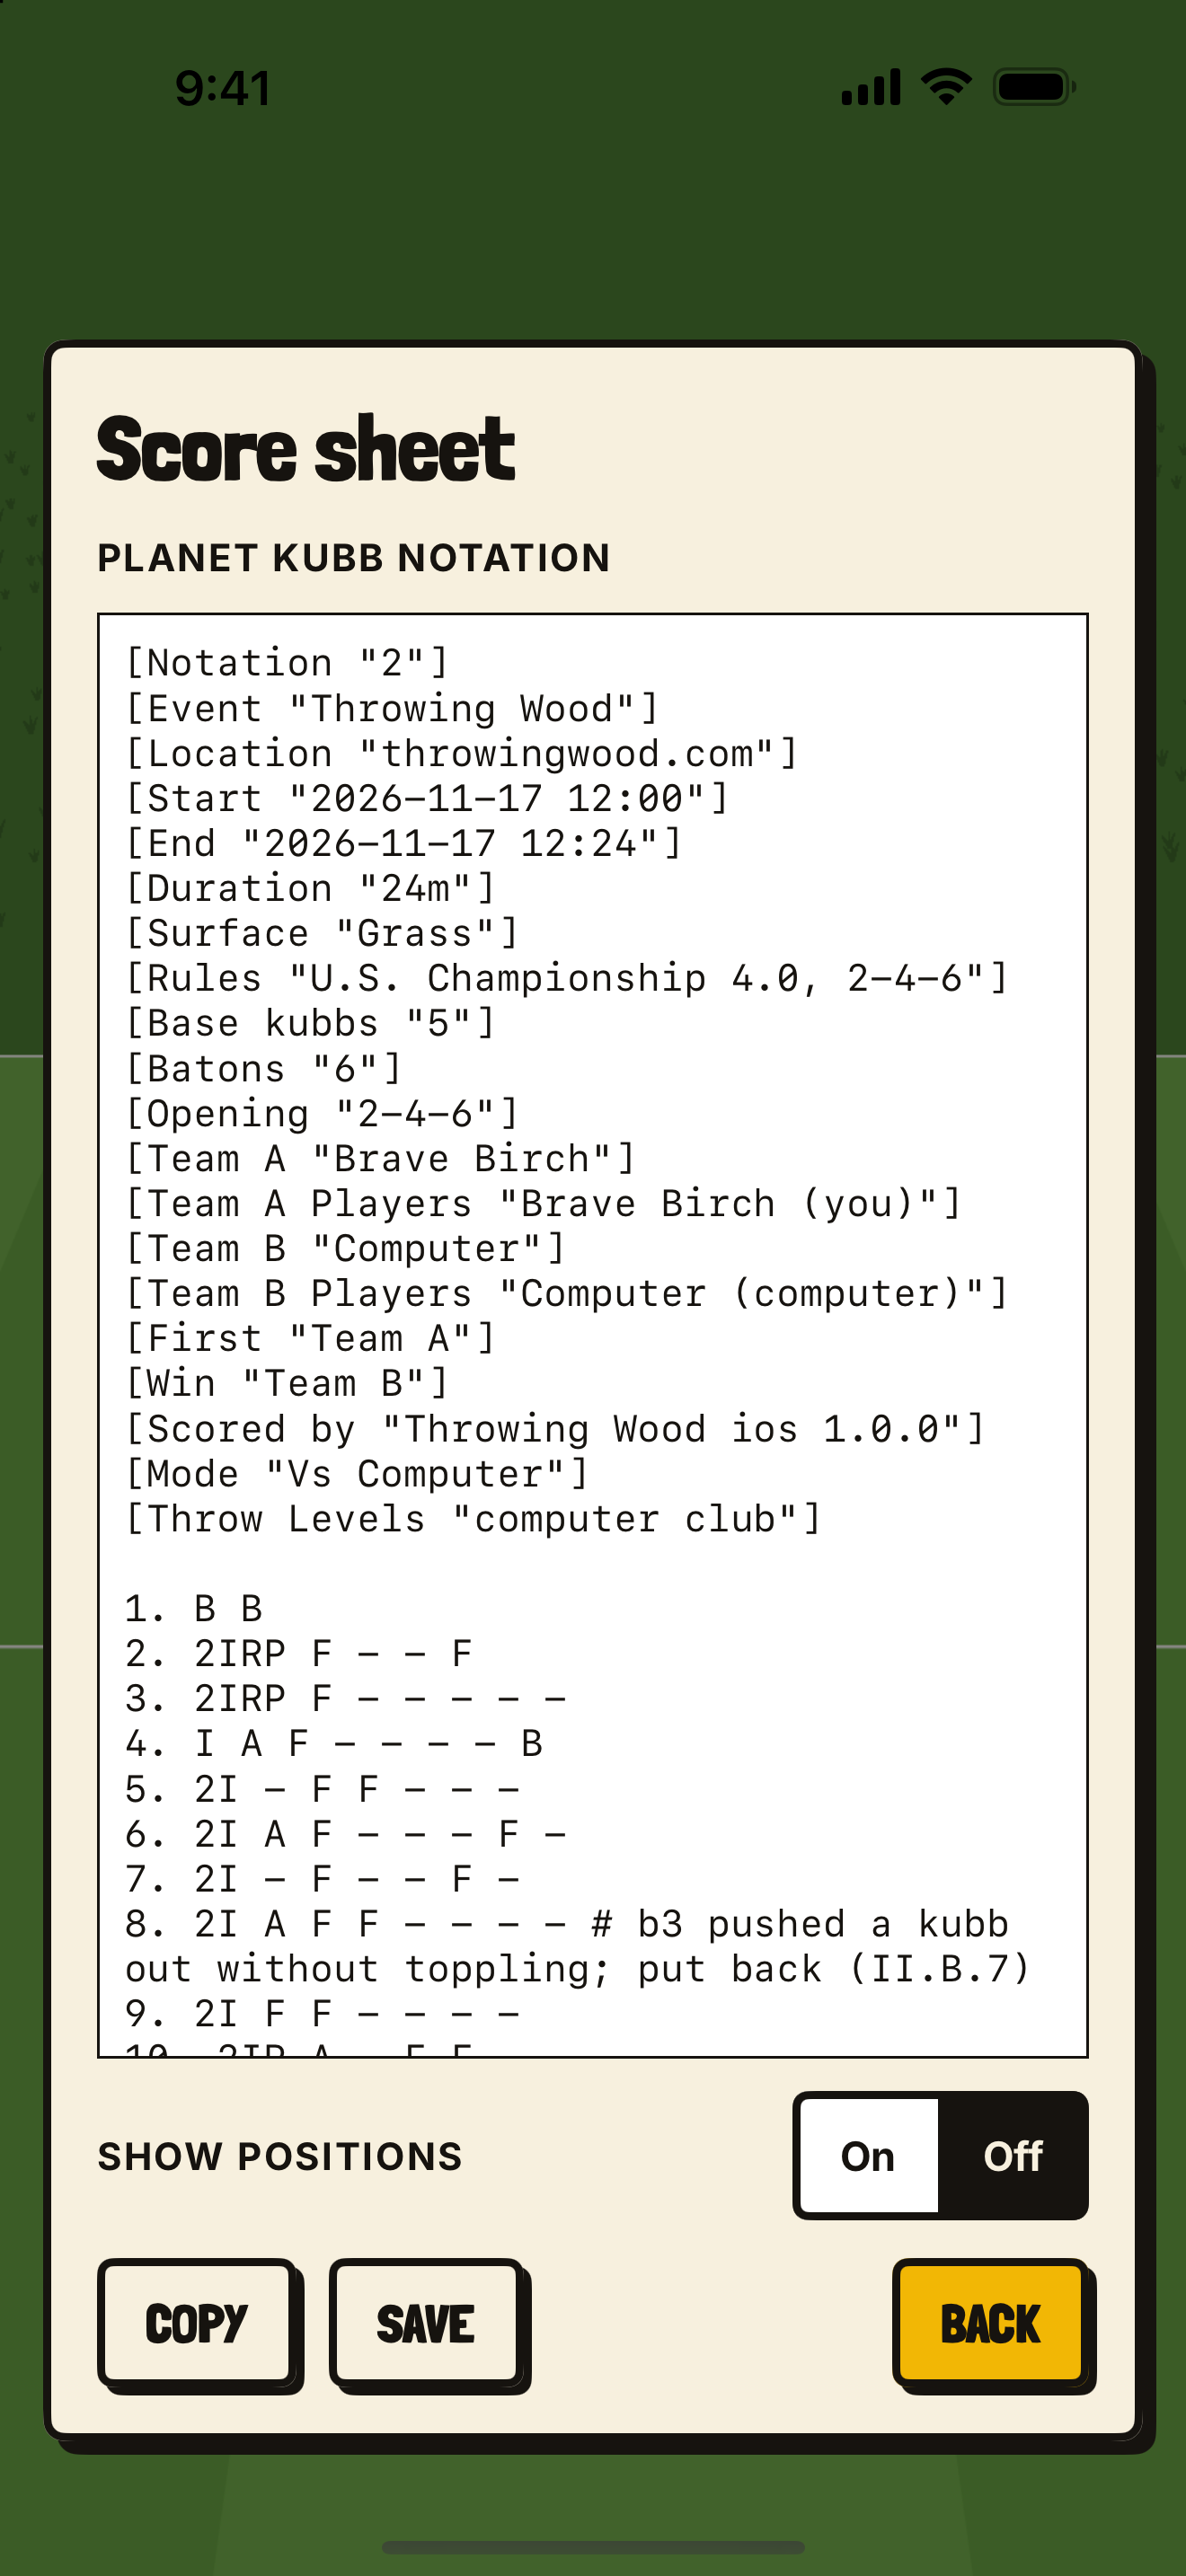 9:41
Score sheet
PLANET KUBB NOTATION
[Notation "2"]
[Event "Throwing Wood"]
[Location "throwingwood.com"]
[Start "2026-11-17 12:00"]
[End "2026-11-17 12:24"]
[Duration "24m"]
[Surface "Grass"]
[Rules "U.S. Championship 4.0, 2-4-6"]
[Base kubbs "5"]
[Batons "6"]
[Opening "2-4-6"]
[Team A "Brave Birch"]
[Team A Players "Brave Birch (you)"]
[Team B "Computer"]
[Team B Players "Computer (computer)"]
[First "Team A"]
[Win "Team B"]
[Scored by "Throwing Wood ios 1.0.0"]
[Mode "Vs Computer"]
[Throw Levels "computer club"]
1. B B
2. 2IRP F - - F
3. 2IRP F - - - - -
4. I A F - - - - B
5. 2I - F F - - -
6. 2I A F - - - F -
7. 2I - F - - F -
8. 2I A F F - - - - # b3 pushed a kubb
out without toppling; put back (II.B.7)
9. 2I F F - - - -
SHOW POSITIONS
On Off
COPY SAVE BACK